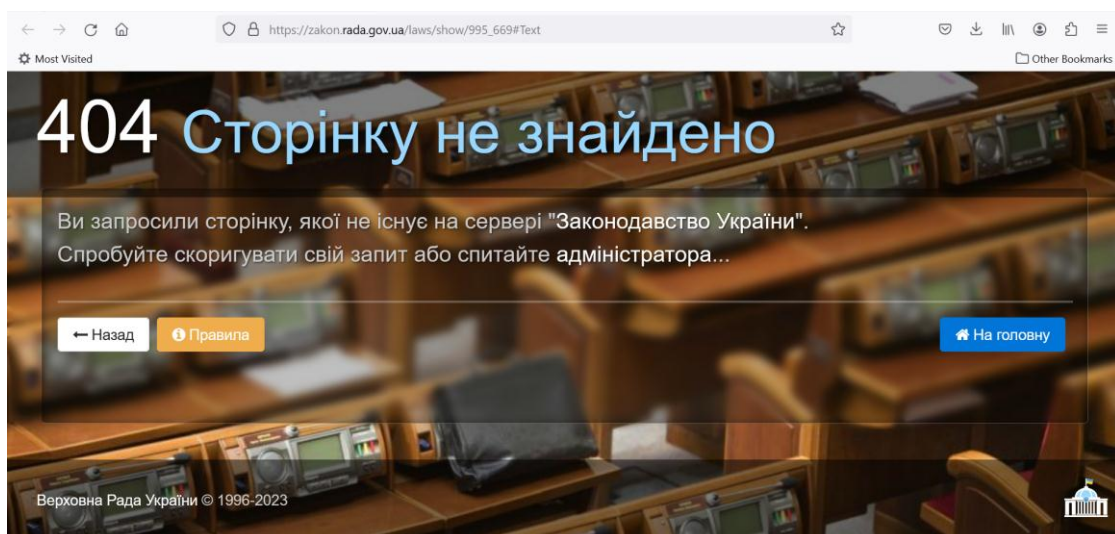 https://zakon.rada.gov.ua/laws/show/995_669#Text
Most Visited
Other Bookmarks
404 Сторінку не знайдено
Ви запросили сторінку, якої не існує на сервері "Законодавство України".
Спробуйте скоригувати свій запит або спитайте адміністратора...
Назад
Правила
На головну
Верховна Рада України © 1996-2023